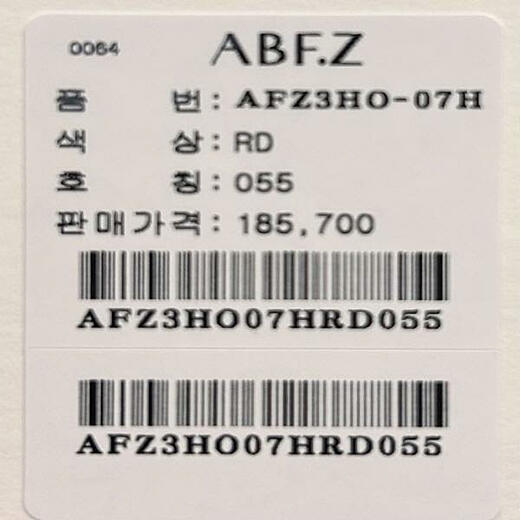 0064 ABF.Z
품 번 : AFZ3HO-07H
색 상 : RD
호 칭 : 055
판매가격 : 185,700
AFZ3HO07HRD055
AFZ3HO07HRD055